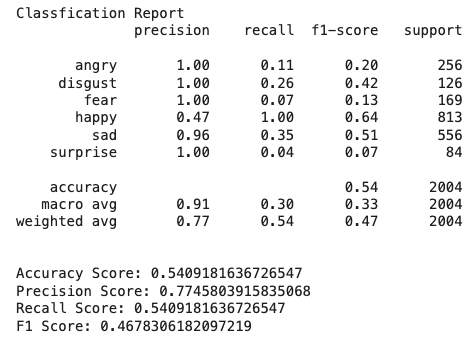 Classfication Report
precision recall f1-score support
angry 1.00 0.11 0.20 256
disgust 1.00 0.26 0.42 126
fear 1.00 0.07 0.13 169
happy 0.47 1.00 0.64 813
sad 0.96 0.35 0.51 556
surprise 1.00 0.04 0.07 84
accuracy 0.54 2004
macro avg 0.91 0.30 0.33 2004
weighted avg 0.77 0.54 0.47 2004
Accuracy Score: 0.5409181636726547
Precision Score: 0.7745803915835068
Recall Score: 0.5409181636726547
F1 Score: 0.4678306182097219